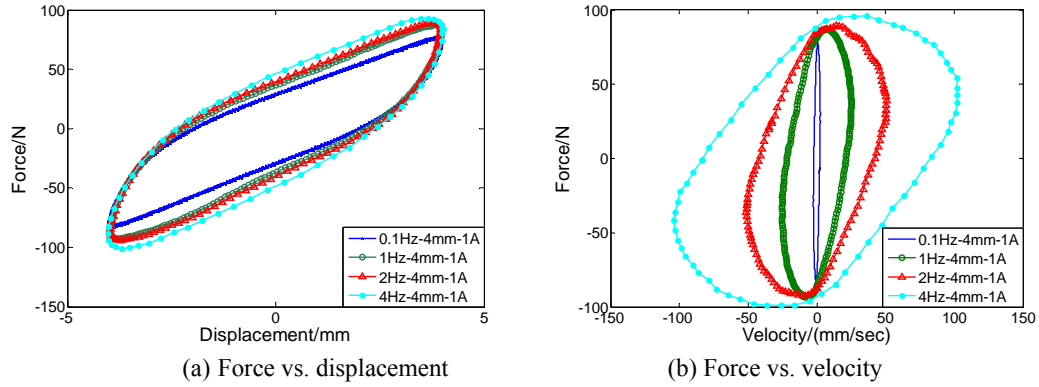 100
50
0
-50
-100
-150
-5
0
5
Force/N
Displacement/mm
0.1Hz-4mm-1A
1Hz-4mm-1A
2Hz-4mm-1A
4Hz-4mm-1A
(a) Force vs. displacement
100
50
0
-50
-100
-150
-100
-50
0
50
100
150
Force/N
Velocity/(mm/sec)
0.1Hz-4mm-1A
1Hz-4mm-1A
2Hz-4mm-1A
4Hz-4mm-1A
(b) Force vs. velocity